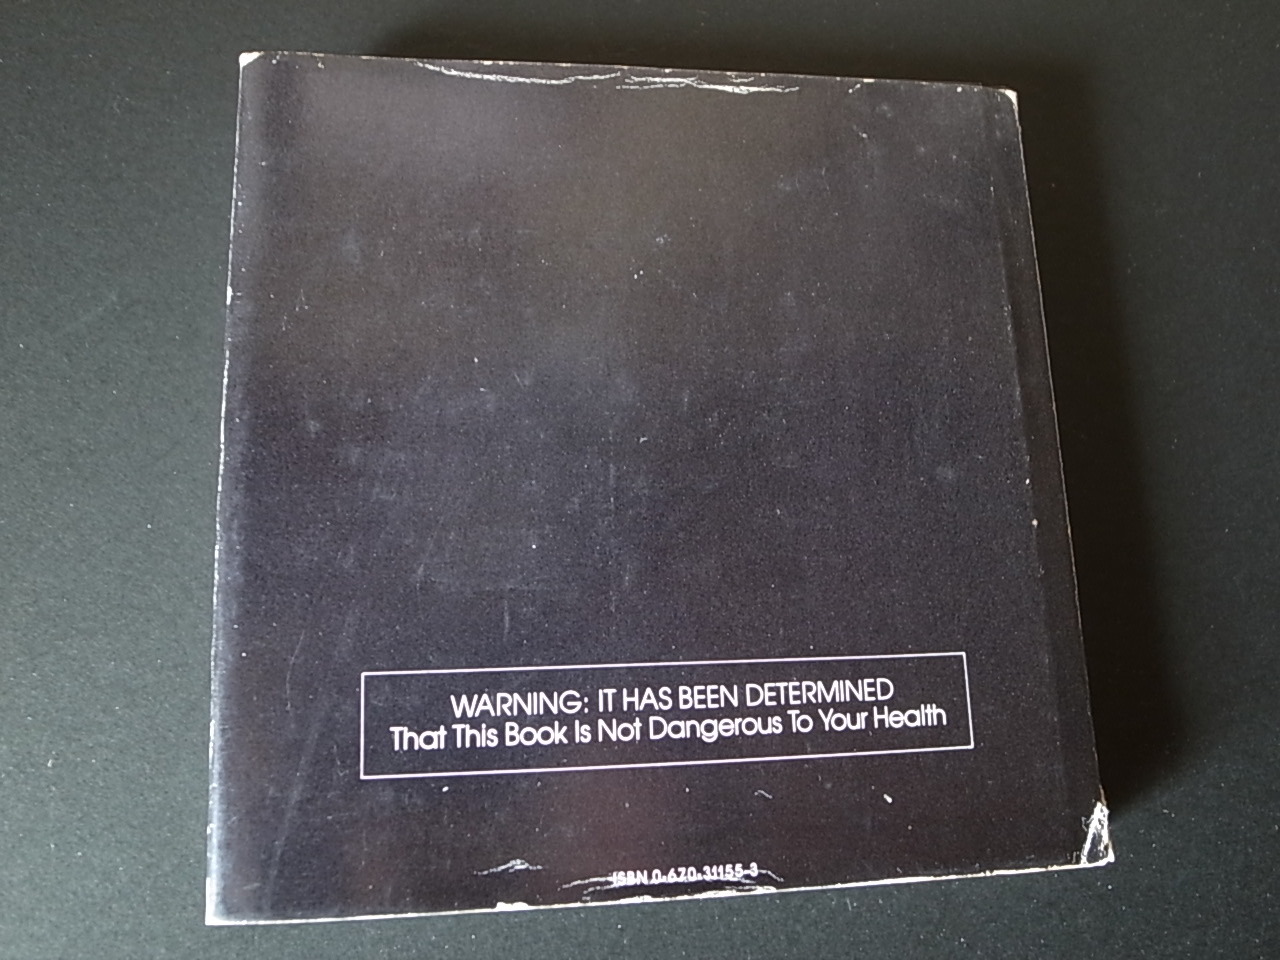 WARNING: IT HAS BEEN DETERMINED
That This Book Is Not Dangerous To Your Health
ISBN 0-670-31155-3